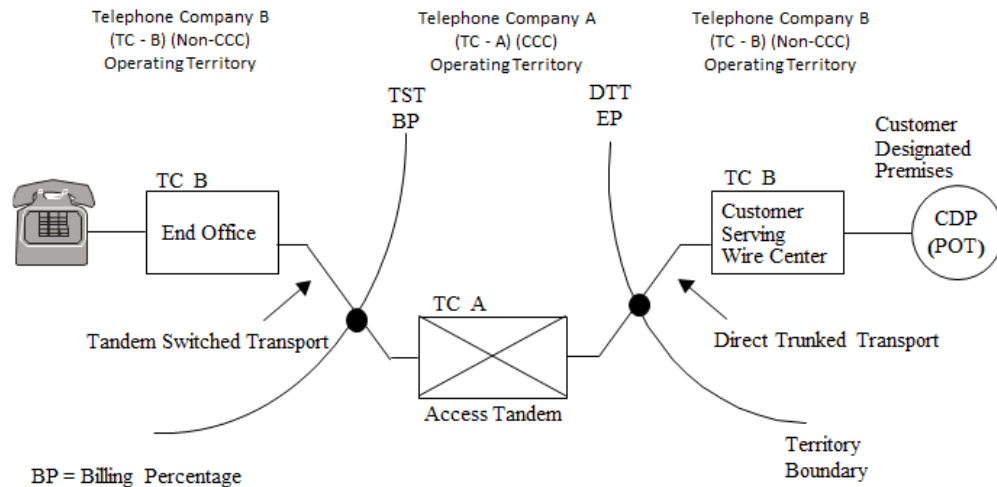 Telephone Company B
(TC - B) (Non-CCC)
Operating Territory
Telephone Company A
(TC - A) (CCC)
Operating Territory
Telephone Company B
(TC - B) (Non-CCC)
Operating Territory
TST
BP
DTT
EP
Customer
Designated
Premises
TC B
End Office
TC B
Customer
Serving
Wire Center
CDP
(POT)
TC A
Tandem Switched Transport
Direct Trunked Transport
Access Tandem
Territory
Boundary
BP = Billing Percentage